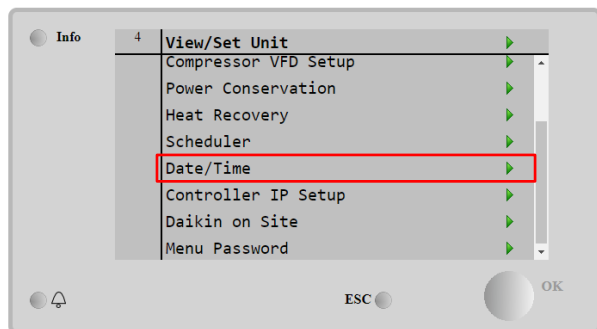 Info
4 View/Set Unit
Compressor VFD Setup
Power Conservation
Heat Recovery
Scheduler
Date/Time
Controller IP Setup
Daikin on Site
Menu Password
ESC OK